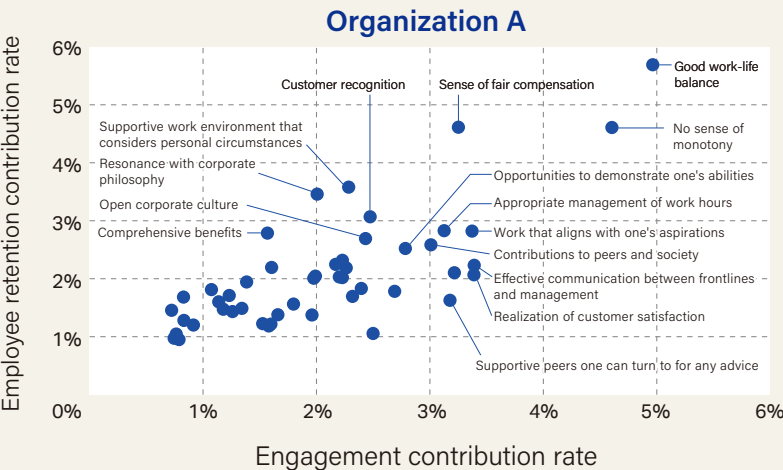 Organization A
Employee retention contribution rate
6%
5%
4%
3%
2%
1%
0%
Customer recognition
Sense of fair compensation
Good work-life
balance
No sense of
monotony
Supportive work environment that
considers personal circumstances
Resonance with corporate
philosophy
Open corporate culture
Comprehensive benefits
Opportunities to demonstrate one's abilities
Appropriate management of work hours
Work that aligns with one's aspirations
Contributions to peers and society
Effective communication between frontlines
and management
Realization of customer satisfaction
Supportive peers one can turn to for any advice
1%
2%
3%
4%
5%
6%
Engagement contribution rate